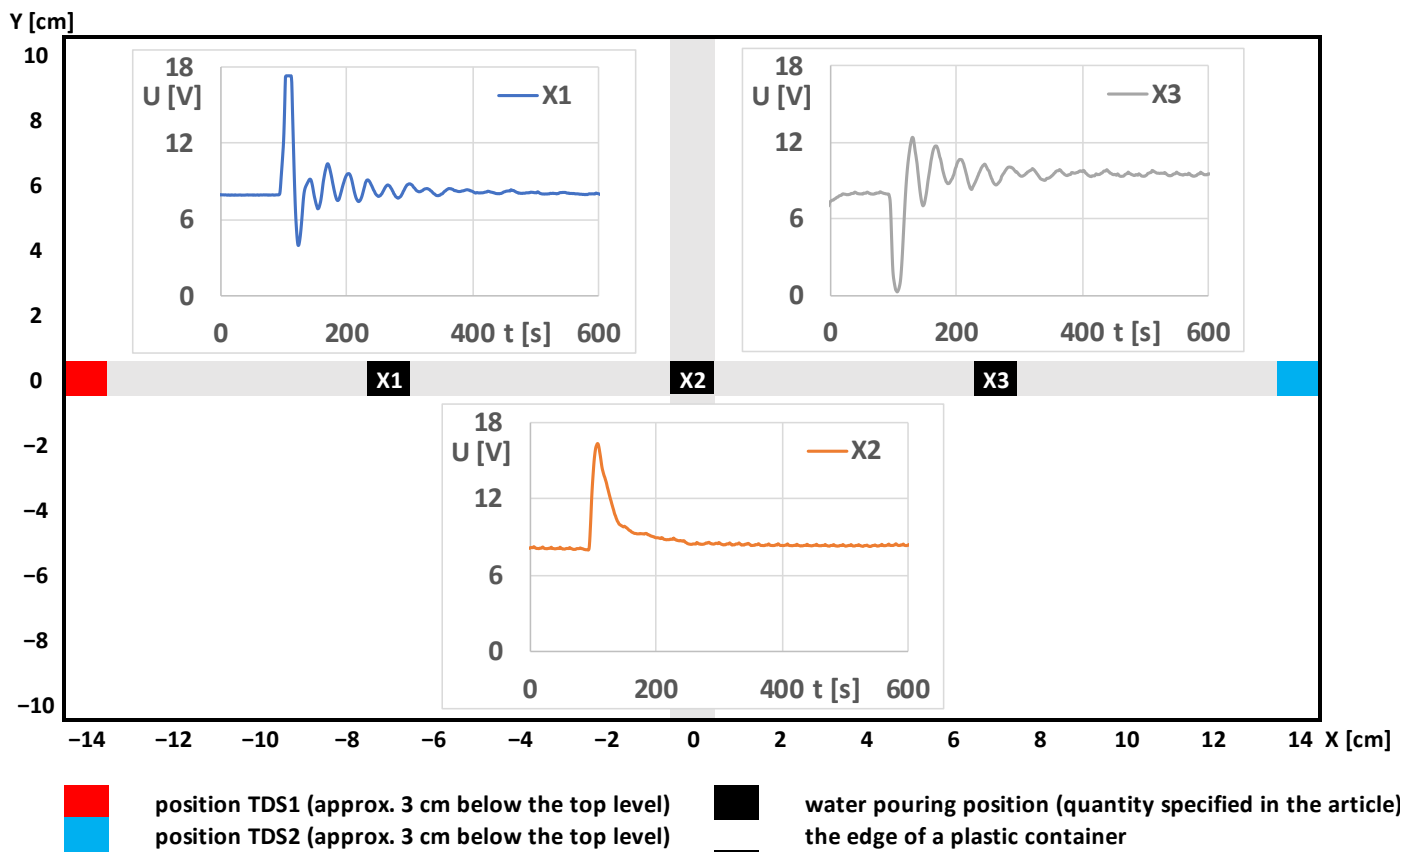 Y [cm]
10
8
6
4
2
0
−2
−4
−6
−8
−10
18
U [V]
12
6
0
X1
0 200 400 t [s] 600
18
U [V]
12
6
0
X3
0 200 400 t [s] 600
X1 X2 X3
18
U [V]
12
6
0
X2
0 200 400 t [s] 600
−14 −12 −10 −8 −6 −4 −2 0 2 4 6 8 10 12 14 X [cm]
position TDS1 (approx. 3 cm below the top level)
water pouring position (quantity specified in the article)
position TDS2 (approx. 3 cm below the top level)
the edge of a plastic container